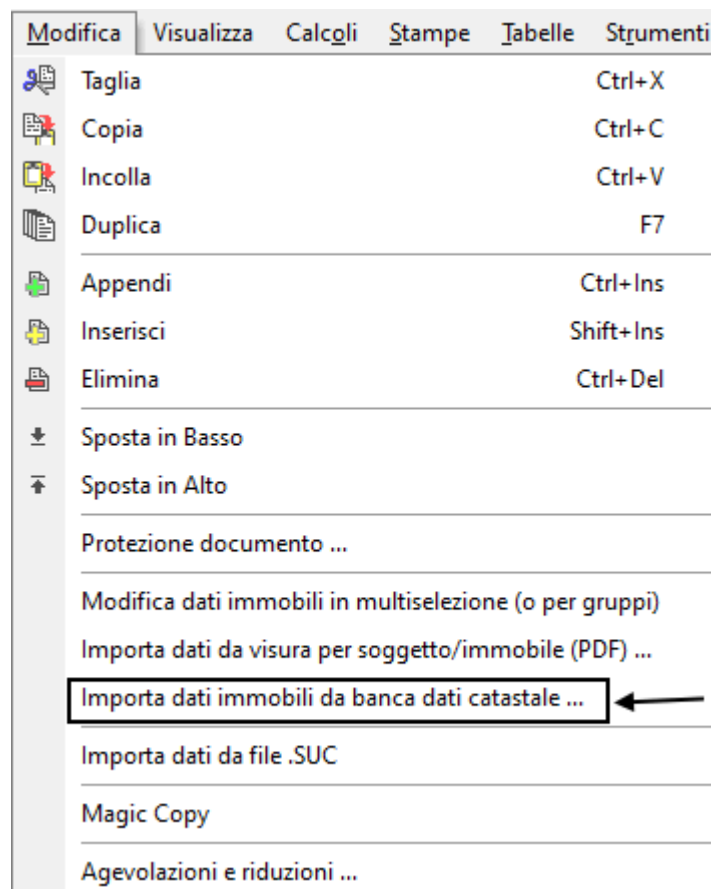 Modifica Visualizza Calcoli Stampe Tabelle Strumenti
Taglia Ctrl+X
Copia Ctrl+C
Incolla Ctrl+V
Duplica F7
Appendi Ctrl+Ins
Inserisci Shift+Ins
Elimina Ctrl+Del
Sposta in Basso
Sposta in Alto
Protezione documento ...
Modifica dati immobili in multiselezione (o per gruppi)
Importa dati da visura per soggetto/immobile (PDF) ...
Importa dati immobili da banca dati catastale ...
Importa dati da file .SUC
Magic Copy
Agevolazioni e riduzioni ...